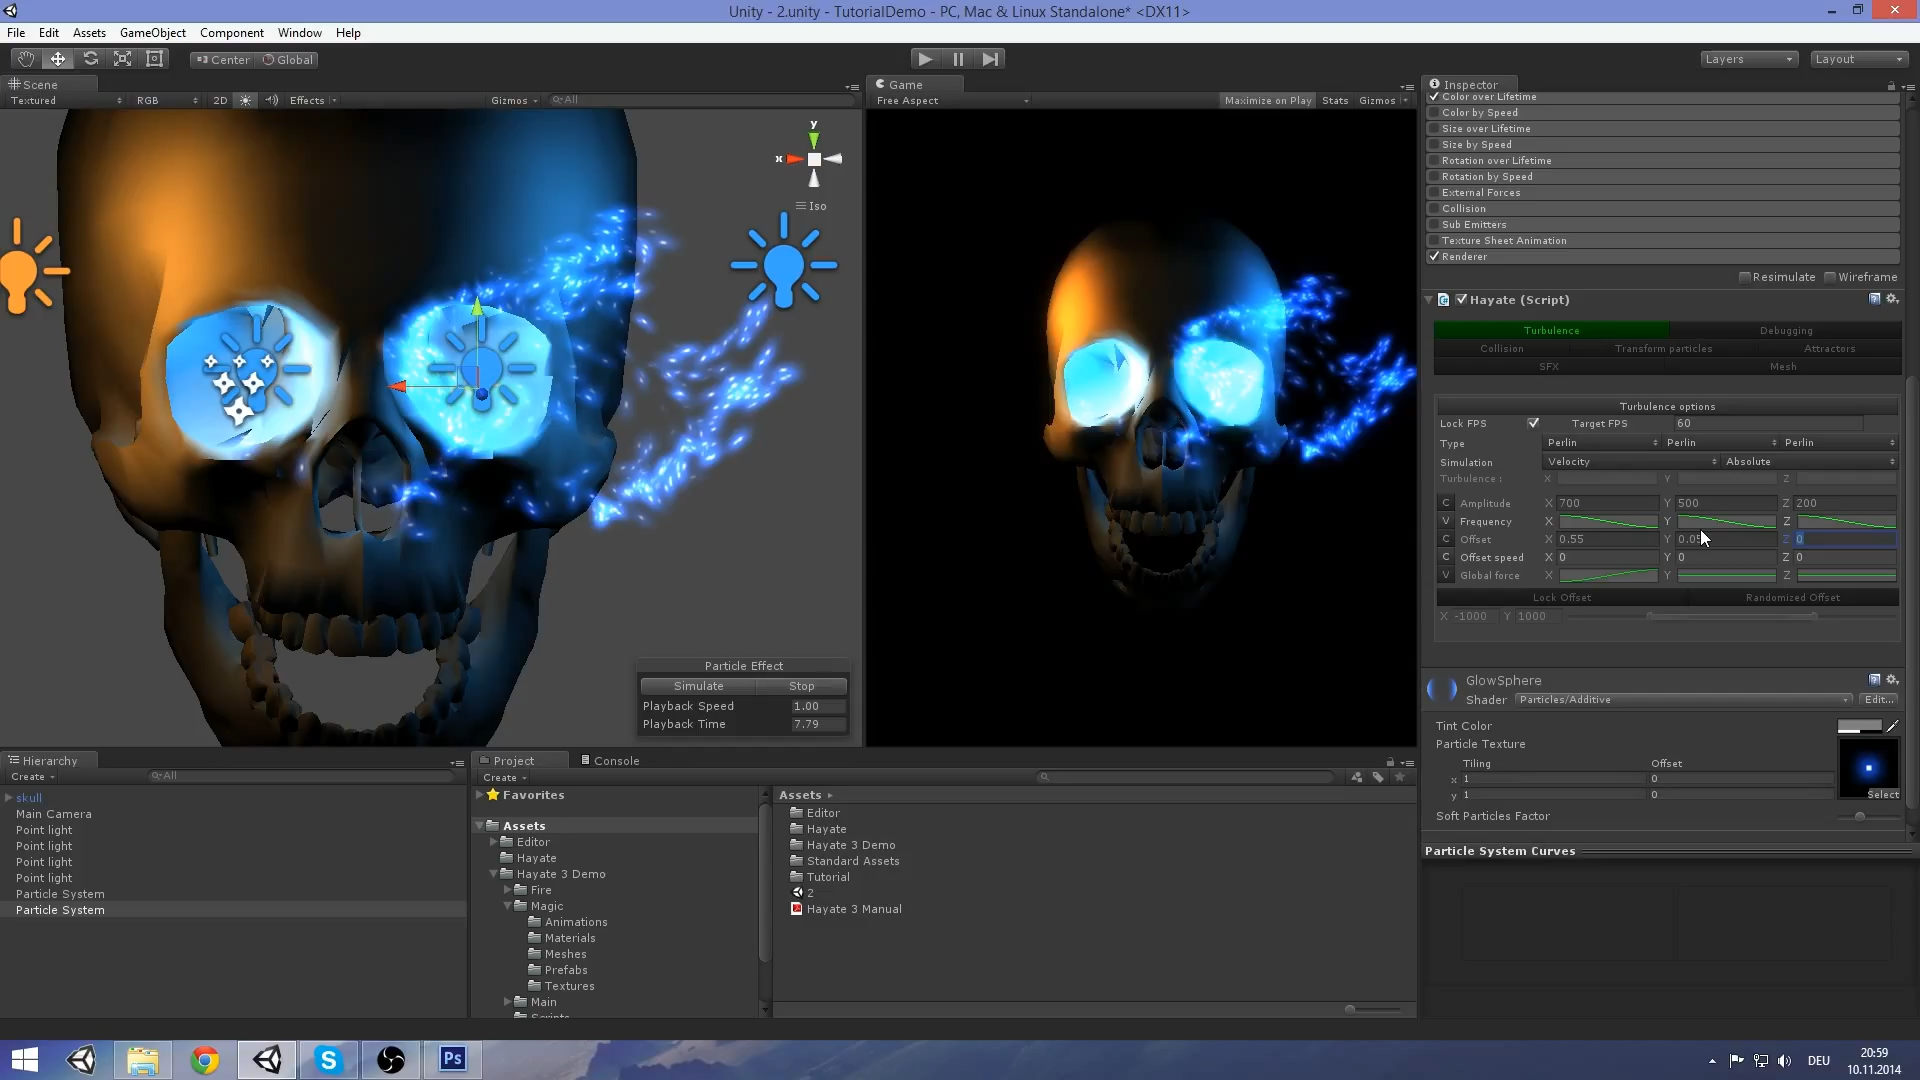 Unity - 2.unity - TutorialDemo - PC, Mac & Linux Standalone* <DX11>
File Edit Assets GameObject Component Window Help
Center Global
Layers Layout
Scene
Textured RGB 2D Effects Gizmos All
y
x
Iso
Particle Effect
Simulate Stop
Playback Speed 1.00
Playback Time 7.79
Game
Free Aspect Maximize on Play Stats Gizmos
Inspector
Color over Lifetime
Color by Speed
Size over Lifetime
Size by Speed
Rotation over Lifetime
Rotation by Speed
External Forces
Collision
Sub Emitters
Texture Sheet Animation
Renderer
Resimulate Wireframe
Hayate (Script)
Turbulence Debugging
Collision Transform particles Attractors
SFX Mesh
Turbulence options
Lock FPS Target FPS 60
Type Perlin Perlin Perlin
Simulation Velocity Absolute
Turbulence : X Y Z
C Amplitude X 700 Y 500 Z 200
V Frequency X Y Z
C Offset X 0.55 Y 0.05 Z 0
C Offset speed X 0 Y 0 Z 0
V Global force X Y Z
Lock Offset Randomized Offset
X -1000 Y 1000
GlowSphere
Shader Particles/Additive Edit...
Tint Color
Particle Texture
Tiling Offset
x 1 0
y 1 0
Select
Soft Particles Factor
Particle System Curves
Hierarchy
Create All
skull
Main Camera
Point light
Point light
Point light
Point light
Particle System
Particle System
Project Console
Create
Favorites
Assets
Editor
Hayate
Hayate 3 Demo
Fire
Magic
Animations
Materials
Meshes
Prefabs
Textures
Main
Scripts
Assets
Editor
Hayate
Hayate 3 Demo
Standard Assets
Tutorial
2
Hayate 3 Manual
Ps
DEU
20:59
10.11.2014